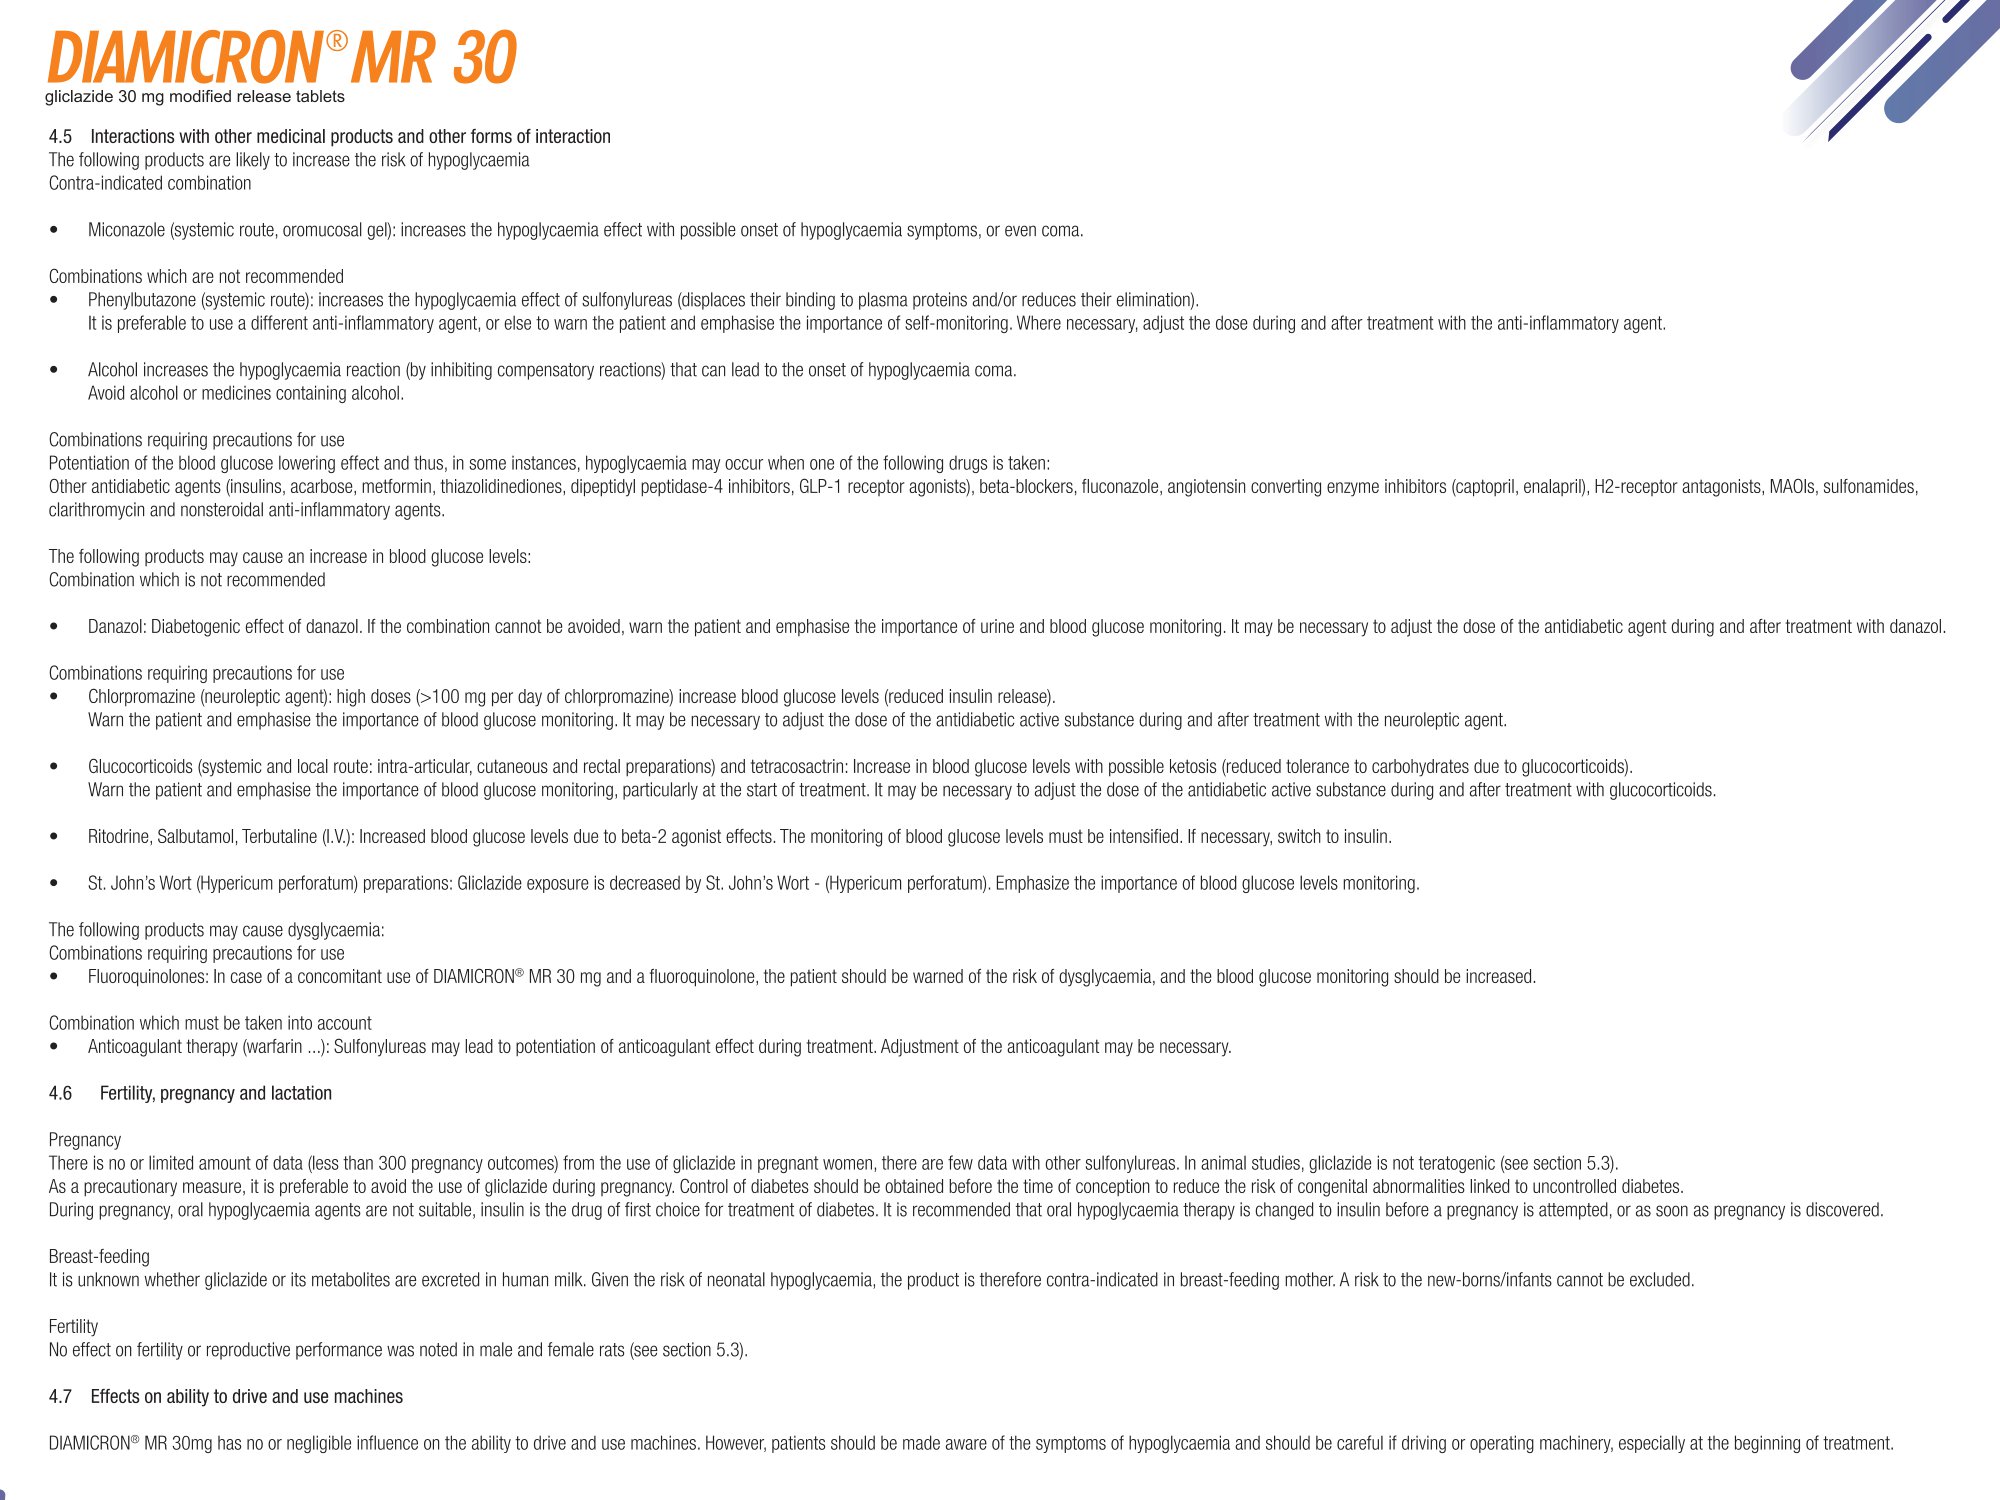 DIAMICRON® MR 30
gliclazide 30 mg modified release tablets
4.5 Interactions with other medicinal products and other forms of interaction
The following products are likely to increase the risk of hypoglycaemia
Contra-indicated combination
• Miconazole (systemic route, oromucosal gel): increases the hypoglycaemia effect with possible onset of hypoglycaemia symptoms, or even coma.
Combinations which are not recommended
• Phenylbutazone (systemic route): increases the hypoglycaemia effect of sulfonylureas (displaces their binding to plasma proteins and/or reduces their elimination).
It is preferable to use a different anti-inflammatory agent, or else to warn the patient and emphasise the importance of self-monitoring. Where necessary, adjust the dose during and after treatment with the anti-inflammatory agent.
• Alcohol increases the hypoglycaemia reaction (by inhibiting compensatory reactions) that can lead to the onset of hypoglycaemia coma.
Avoid alcohol or medicines containing alcohol.
Combinations requiring precautions for use
Potentiation of the blood glucose lowering effect and thus, in some instances, hypoglycaemia may occur when one of the following drugs is taken:
Other antidiabetic agents (insulins, acarbose, metformin, thiazolidinediones, dipeptidyl peptidase-4 inhibitors, GLP-1 receptor agonists), beta-blockers, fluconazole, angiotensin converting enzyme inhibitors (captopril, enalapril), H2-receptor antagonists, MAOIs, sulfonamides,
clarithromycin and nonsteroidal anti-inflammatory agents.
The following products may cause an increase in blood glucose levels:
Combination which is not recommended
• Danazol: Diabetogenic effect of danazol. If the combination cannot be avoided, warn the patient and emphasise the importance of urine and blood glucose monitoring. It may be necessary to adjust the dose of the antidiabetic agent during and after treatment with danazol.
Combinations requiring precautions for use
• Chlorpromazine (neuroleptic agent): high doses (>100 mg per day of chlorpromazine) increase blood glucose levels (reduced insulin release).
Warn the patient and emphasise the importance of blood glucose monitoring. It may be necessary to adjust the dose of the antidiabetic active substance during and after treatment with the neuroleptic agent.
• Glucocorticoids (systemic and local route: intra-articular, cutaneous and rectal preparations) and tetracosactrin: Increase in blood glucose levels with possible ketosis (reduced tolerance to carbohydrates due to glucocorticoids).
Warn the patient and emphasise the importance of blood glucose monitoring, particularly at the start of treatment. It may be necessary to adjust the dose of the antidiabetic active substance during and after treatment with glucocorticoids.
• Ritodrine, Salbutamol, Terbutaline (I.V.): Increased blood glucose levels due to beta-2 agonist effects. The monitoring of blood glucose levels must be intensified. If necessary, switch to insulin.
• St. John's Wort (Hypericum perforatum) preparations: Gliclazide exposure is decreased by St. John's Wort - (Hypericum perforatum). Emphasize the importance of blood glucose levels monitoring.
The following products may cause dysglycaemia:
Combinations requiring precautions for use
• Fluoroquinolones: In case of a concomitant use of DIAMICRON® MR 30 mg and a fluoroquinolone, the patient should be warned of the risk of dysglycaemia, and the blood glucose monitoring should be increased.
Combination which must be taken into account
• Anticoagulant therapy (warfarin ...): Sulfonylureas may lead to potentiation of anticoagulant effect during treatment. Adjustment of the anticoagulant may be necessary.
4.6 Fertility, pregnancy and lactation
Pregnancy
There is no or limited amount of data (less than 300 pregnancy outcomes) from the use of gliclazide in pregnant women, there are few data with other sulfonylureas. In animal studies, gliclazide is not teratogenic (see section 5.3).
As a precautionary measure, it is preferable to avoid the use of gliclazide during pregnancy. Control of diabetes should be obtained before the time of conception to reduce the risk of congenital abnormalities linked to uncontrolled diabetes.
During pregnancy, oral hypoglycaemia agents are not suitable, insulin is the drug of first choice for treatment of diabetes. It is recommended that oral hypoglycaemia therapy is changed to insulin before a pregnancy is attempted, or as soon as pregnancy is discovered.
Breast-feeding
It is unknown whether gliclazide or its metabolites are excreted in human milk. Given the risk of neonatal hypoglycaemia, the product is therefore contra-indicated in breast-feeding mother. A risk to the new-borns/infants cannot be excluded.
Fertility
No effect on fertility or reproductive performance was noted in male and female rats (see section 5.3).
4.7 Effects on ability to drive and use machines
DIAMICRON® MR 30mg has no or negligible influence on the ability to drive and use machines. However, patients should be made aware of the symptoms of hypoglycaemia and should be careful if driving or operating machinery, especially at the beginning of treatment.